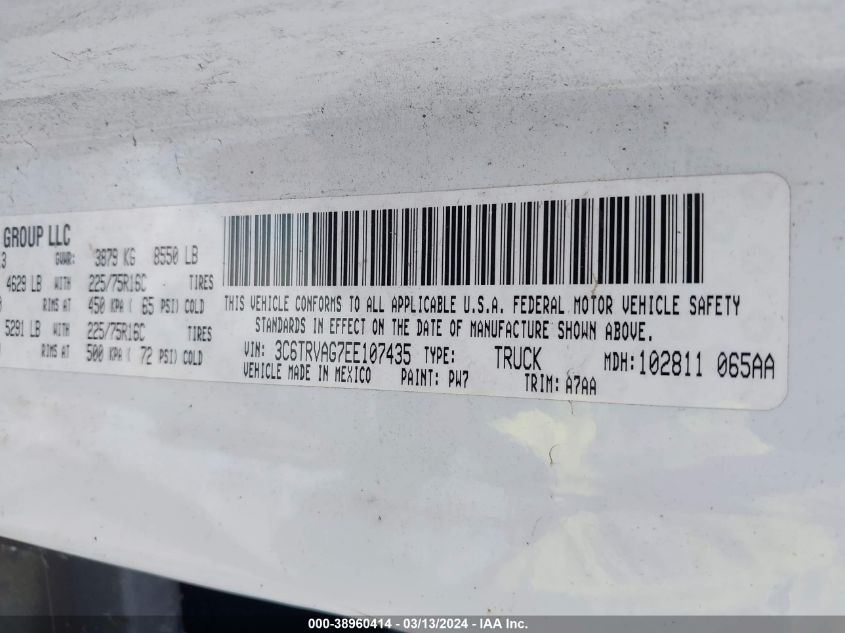 GROUP LLC
3 GVWR: 3879 KG 8550 LB
4629 LB WITH 225/75R16C TIRES
RIMS AT 450 KPA ( 65 PSI) COLD
5291 LB WITH 225/75R16C TIRES
RIMS AT 500 KPA ( 72 PSI) COLD
THIS VEHICLE CONFORMS TO ALL APPLICABLE U.S.A. FEDERAL MOTOR VEHICLE SAFETY
STANDARDS IN EFFECT ON THE DATE OF MANUFACTURE SHOWN ABOVE.
VIN: 3C6TRVAG7EE107435 TYPE: TRUCK MDH:102811 065AA
VEHICLE MADE IN MEXICO PAINT: PW7 TRIM: A7AA
000-38960414 - 03/13/2024 - IAA Inc.